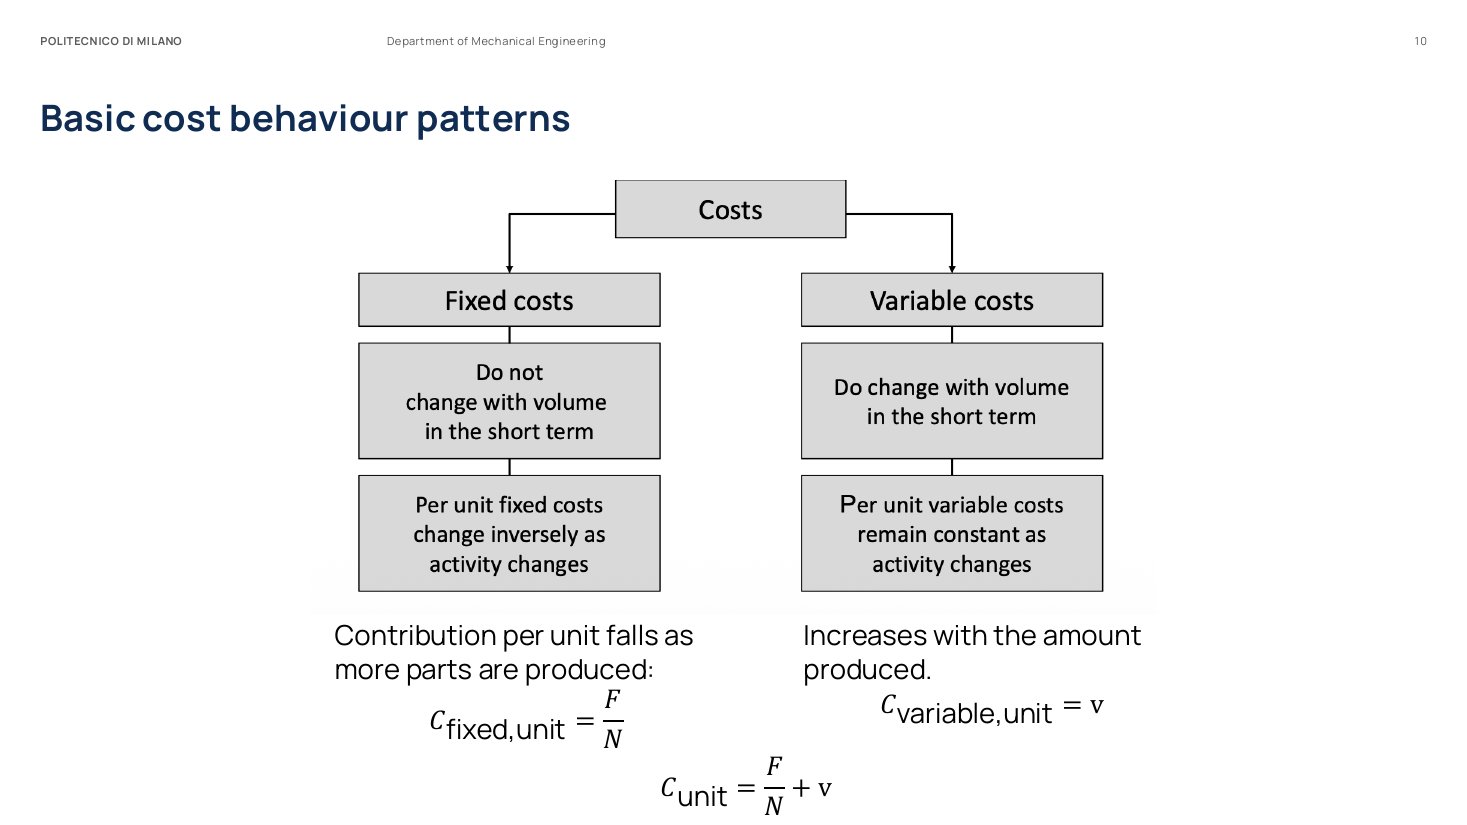 POLITECNICO DI MILANO
Department of Mechanical Engineering
10
Basic cost behaviour patterns
Costs
Fixed costs
Do not
change with volume
in the short term
Per unit fixed costs
change inversely as
activity changes
Variable costs
Do change with volume
in the short term
Per unit variable costs
remain constant as
activity changes
Contribution per unit falls as
more parts are produced:
C fixed,unit = F/N
Increases with the amount
produced.
C variable,unit = v
C unit = F/N + v